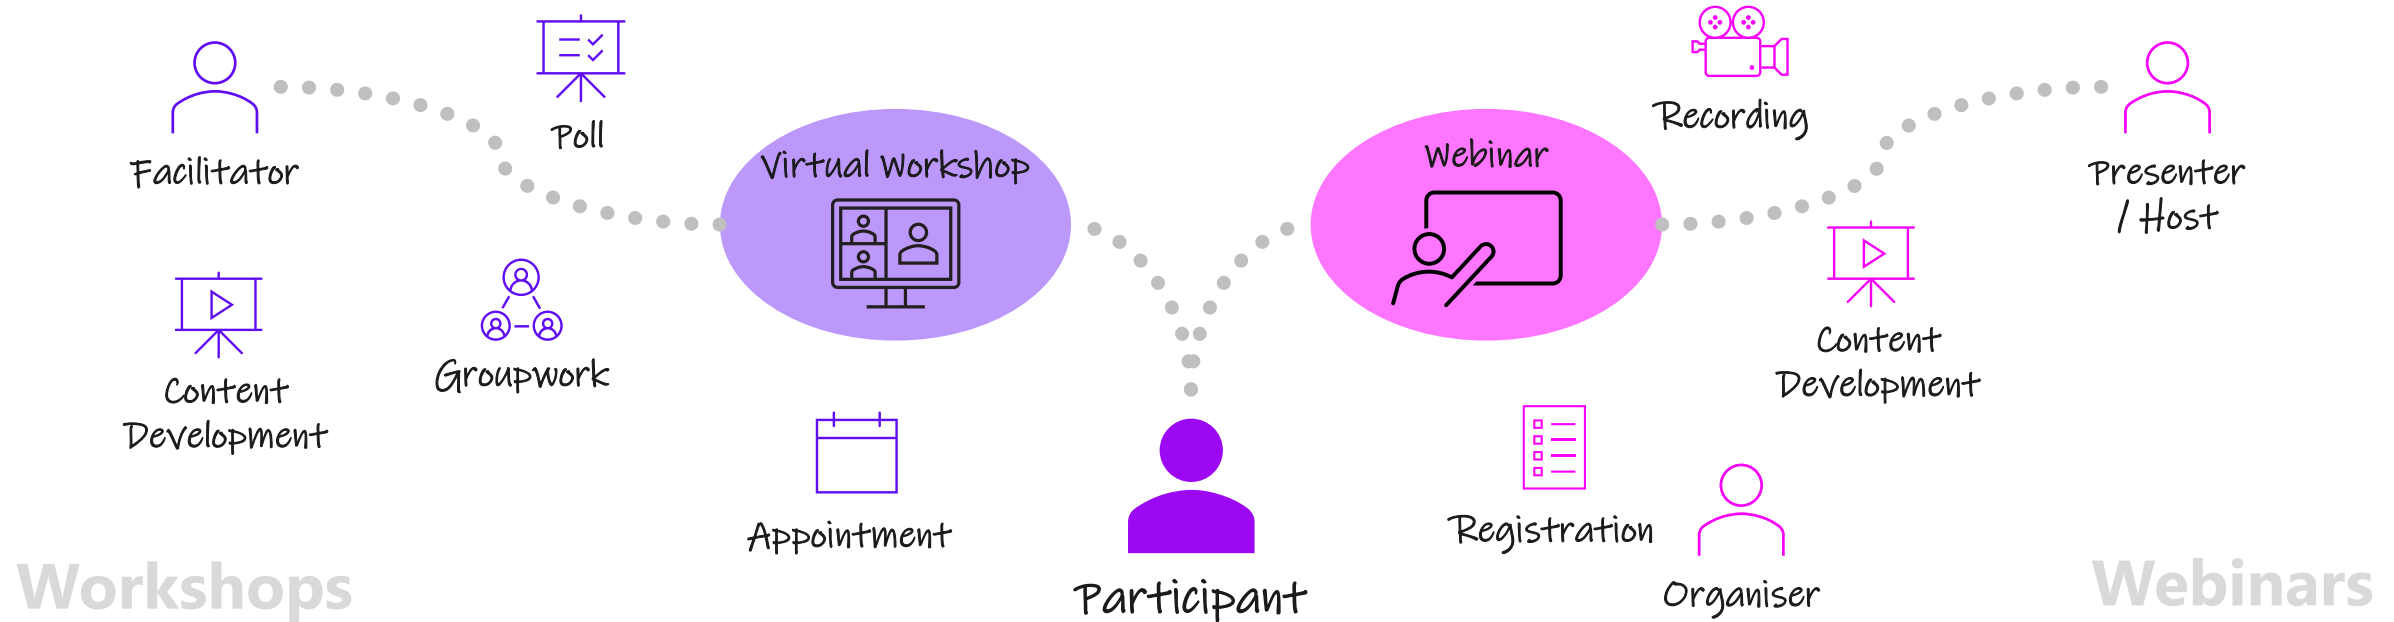 Facilitator
Poll
Virtual Workshop
Content
Development
Groupwork
Appointment
Participant
Webinar
Recording
Presenter
/ Host
Content
Development
Registration
Organiser
Workshops
Webinars